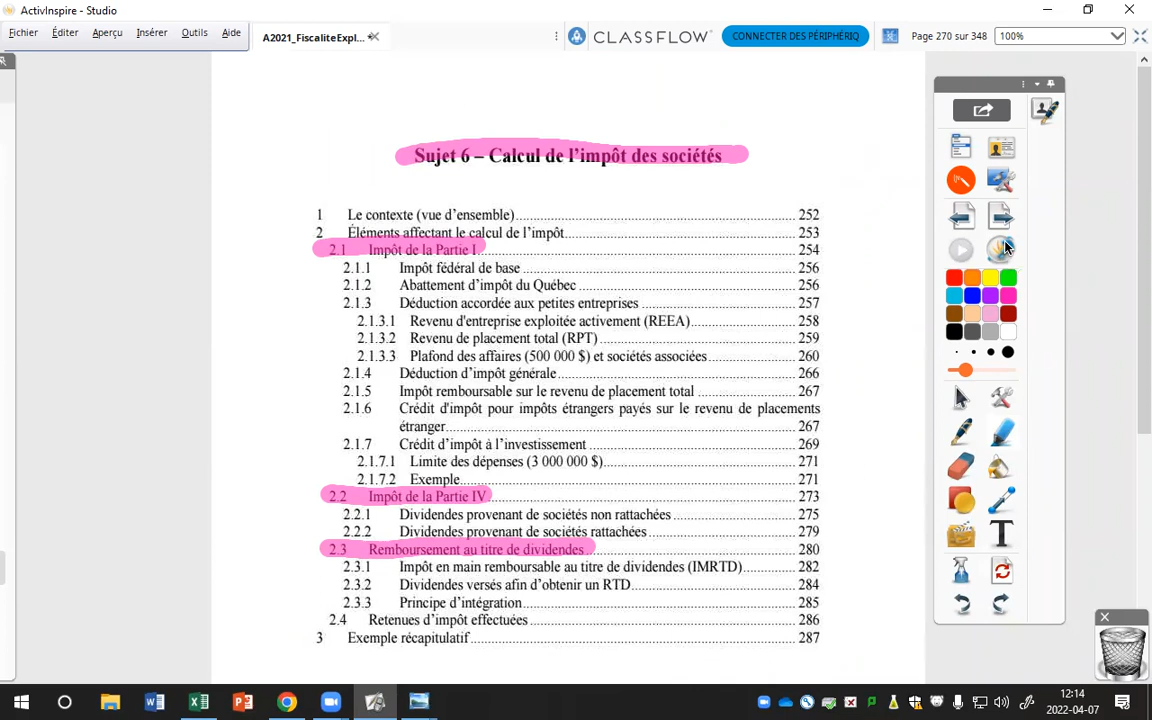 ActivInspire - Studio
Fichier Éditer Aperçu Insérer Outils Aide
A2021_FiscaliteExpl...
CLASSFLOW
CONNECTER DES PÉRIPHÉRIQ
Page 270 sur 348
100%
Sujet 6 – Calcul de l'impôt des sociétés
1 Le contexte (vue d'ensemble) 252
2 Éléments affectant le calcul de l'impôt 253
2.1 Impôt de la Partie I 254
2.1.1 Impôt fédéral de base 256
2.1.2 Abattement d'impôt du Québec 256
2.1.3 Déduction accordée aux petites entreprises 257
2.1.3.1 Revenu d'entreprise exploitée activement (REEA) 258
2.1.3.2 Revenu de placement total (RPT) 259
2.1.3.3 Plafond des affaires (500 000 $) et sociétés associées 260
2.1.4 Déduction d'impôt générale 266
2.1.5 Impôt remboursable sur le revenu de placement total 267
2.1.6 Crédit d'impôt pour impôts étrangers payés sur le revenu de placements
étranger 267
2.1.7 Crédit d'impôt à l'investissement 269
2.1.7.1 Limite des dépenses (3 000 000 $) 271
2.1.7.2 Exemple 271
2.2 Impôt de la Partie IV 273
2.2.1 Dividendes provenant de sociétés non rattachées 275
2.2.2 Dividendes provenant de sociétés rattachées 279
2.3 Remboursement au titre de dividendes 280
2.3.1 Impôt en main remboursable au titre de dividendes (IMRTD) 282
2.3.2 Dividendes versés afin d'obtenir un RTD 284
2.3.3 Principe d'intégration 285
2.4 Retenues d'impôt effectuées 286
3 Exemple récapitulatif 287
12:14
2022-04-07